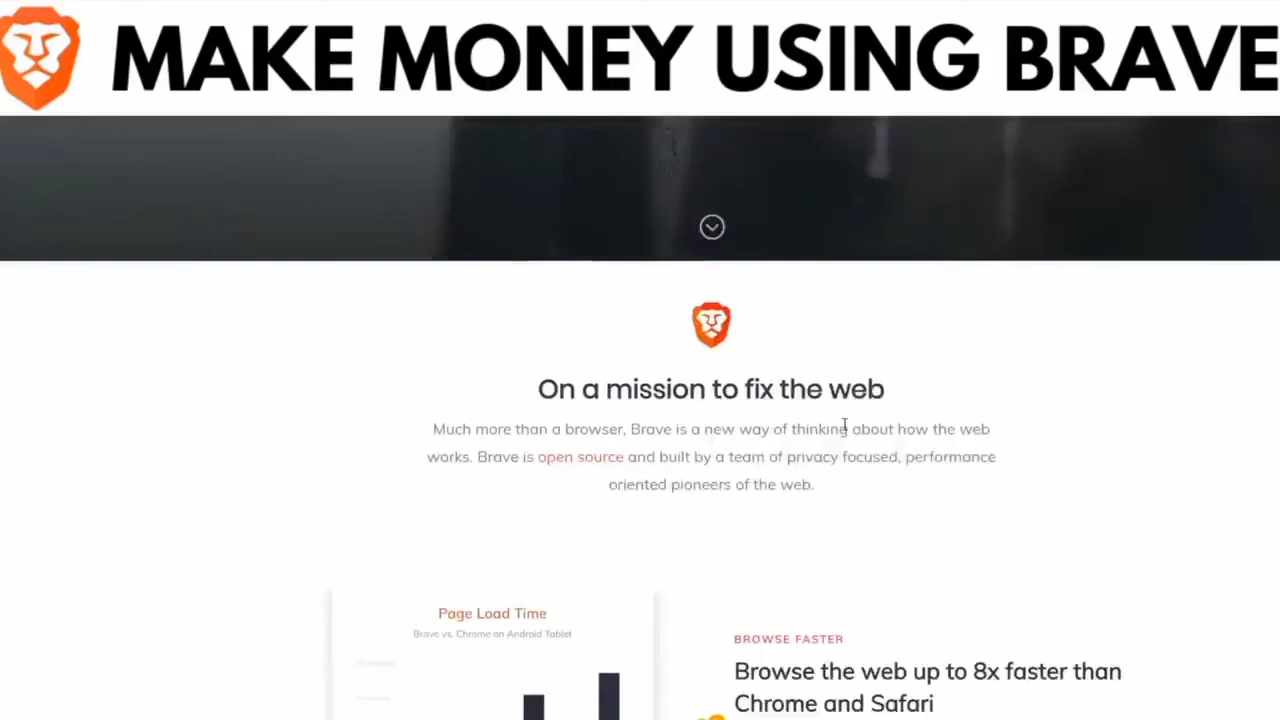 MAKE MONEY USING BRAVE
On a mission to fix the web
Much more than a browser, Brave is a new way of thinking about how the web
works. Brave is open source and built by a team of privacy focused, performance
oriented pioneers of the web.
Page Load Time
Brave vs. Chrome on Android Tablet
BROWSE FASTER
Browse the web up to 8x faster than
Chrome and Safari